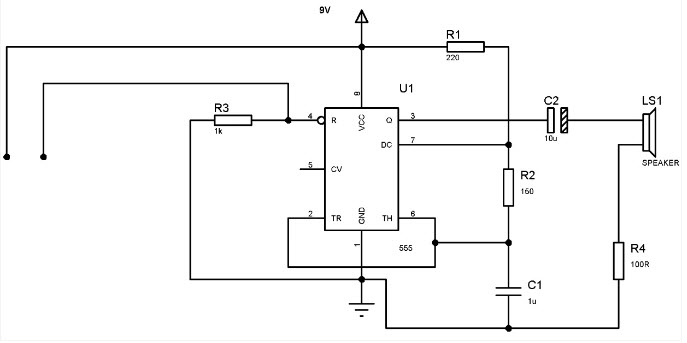 9V
R1
220
U1
8
VCC
R3
1k
4
R
O
3
C2
10u
LS1
SPEAKER
DC
7
5
CV
R2
160
2
TR
GND
TH
6
1
555
R4
100R
C1
1u